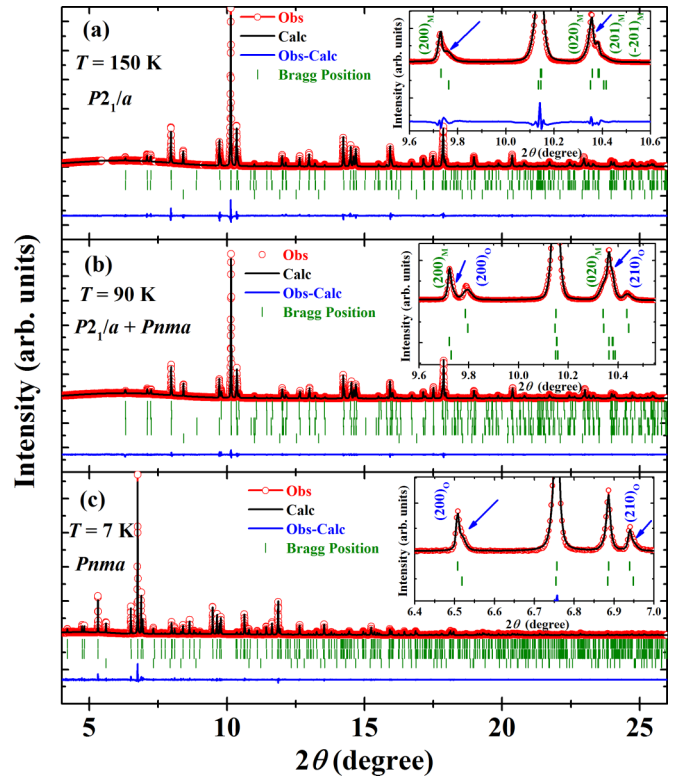 (a)
T = 150 K
P2₁/a
Obs
Calc
Obs-Calc
Bragg Position
Intensity (arb. units)
(200)M
(020)M
(201)M
(-201)M
9.6 9.8 10.0 10.2 10.4 10.6
2θ (degree)
(b)
T = 90 K
P2₁/a + Pnma
Obs
Calc
Obs-Calc
Bragg Position
Intensity (arb. units)
(200)M
(200)O
(020)M
(210)O
9.8 10.0 10.2 10.4
2θ (degree)
(c)
T = 7 K
Pnma
Obs
Calc
Obs-Calc
Bragg Position
Intensity (arb. units)
(200)O
(210)O
6.4 6.5 6.6 6.7 6.8 6.9 7.0
2θ (degree)
Intensity (arb. units)
5 10 15 20 25
2θ (degree)